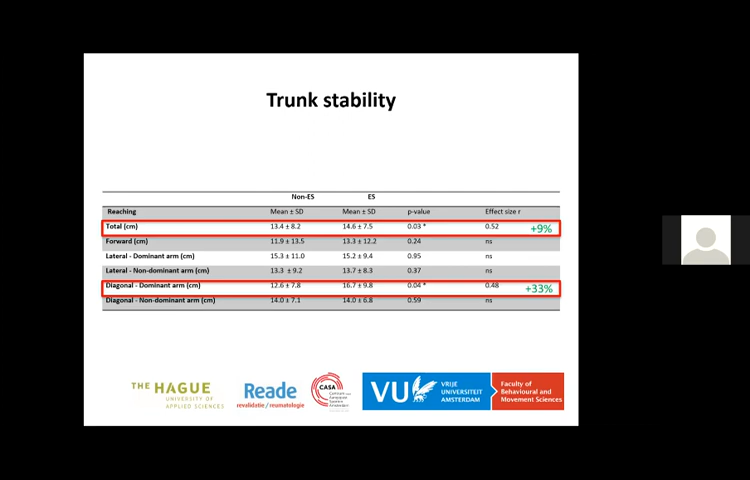 Trunk stability
Non-ES ES
Reaching Mean ± SD Mean ± SD p-value Effect size r
Total (cm) 13.4 ± 8.2 14.6 ± 7.5 0.03 * 0.52 +9%
Forward (cm) 11.9 ± 13.5 13.3 ± 12.2 0.24 ns
Lateral - Dominant arm (cm) 15.3 ± 11.0 15.2 ± 9.4 0.95 ns
Lateral - Non-dominant arm (cm) 13.3 ± 9.2 13.7 ± 8.3 0.37 ns
Diagonal - Dominant arm (cm) 12.6 ± 7.8 16.7 ± 9.8 0.04 * 0.48 +33%
Diagonal - Non-dominant arm (cm) 14.0 ± 7.1 14.0 ± 6.8 0.59 ns
THE HAGUE
UNIVERSITY OF
APPLIED SCIENCES
Reade
revalidatie / reumatologie
CASA
Amsterdam
VU
VRIJE
UNIVERSITEIT
AMSTERDAM
Faculty of
Behavioural and
Movement Sciences